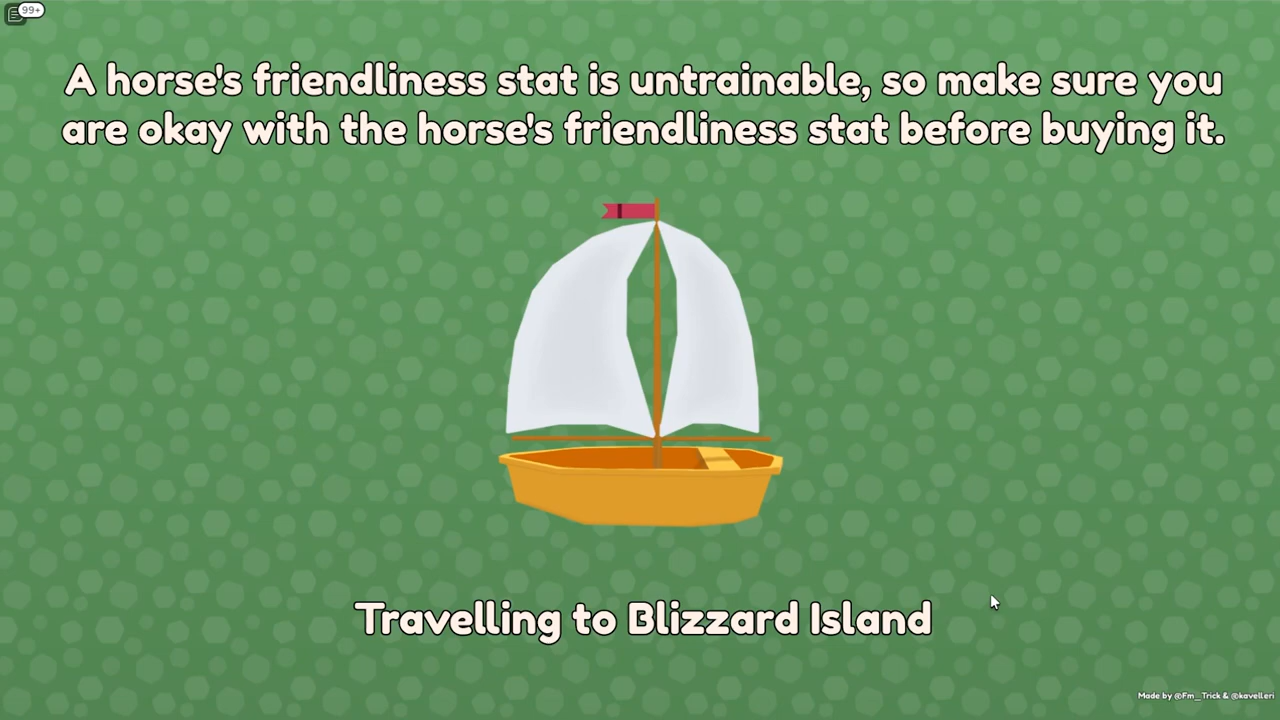 99+
A horse's friendliness stat is untrainable, so make sure you
are okay with the horse's friendliness stat before buying it.
Travelling to Blizzard Island
Made by @Fm_Trick & @kavelleri